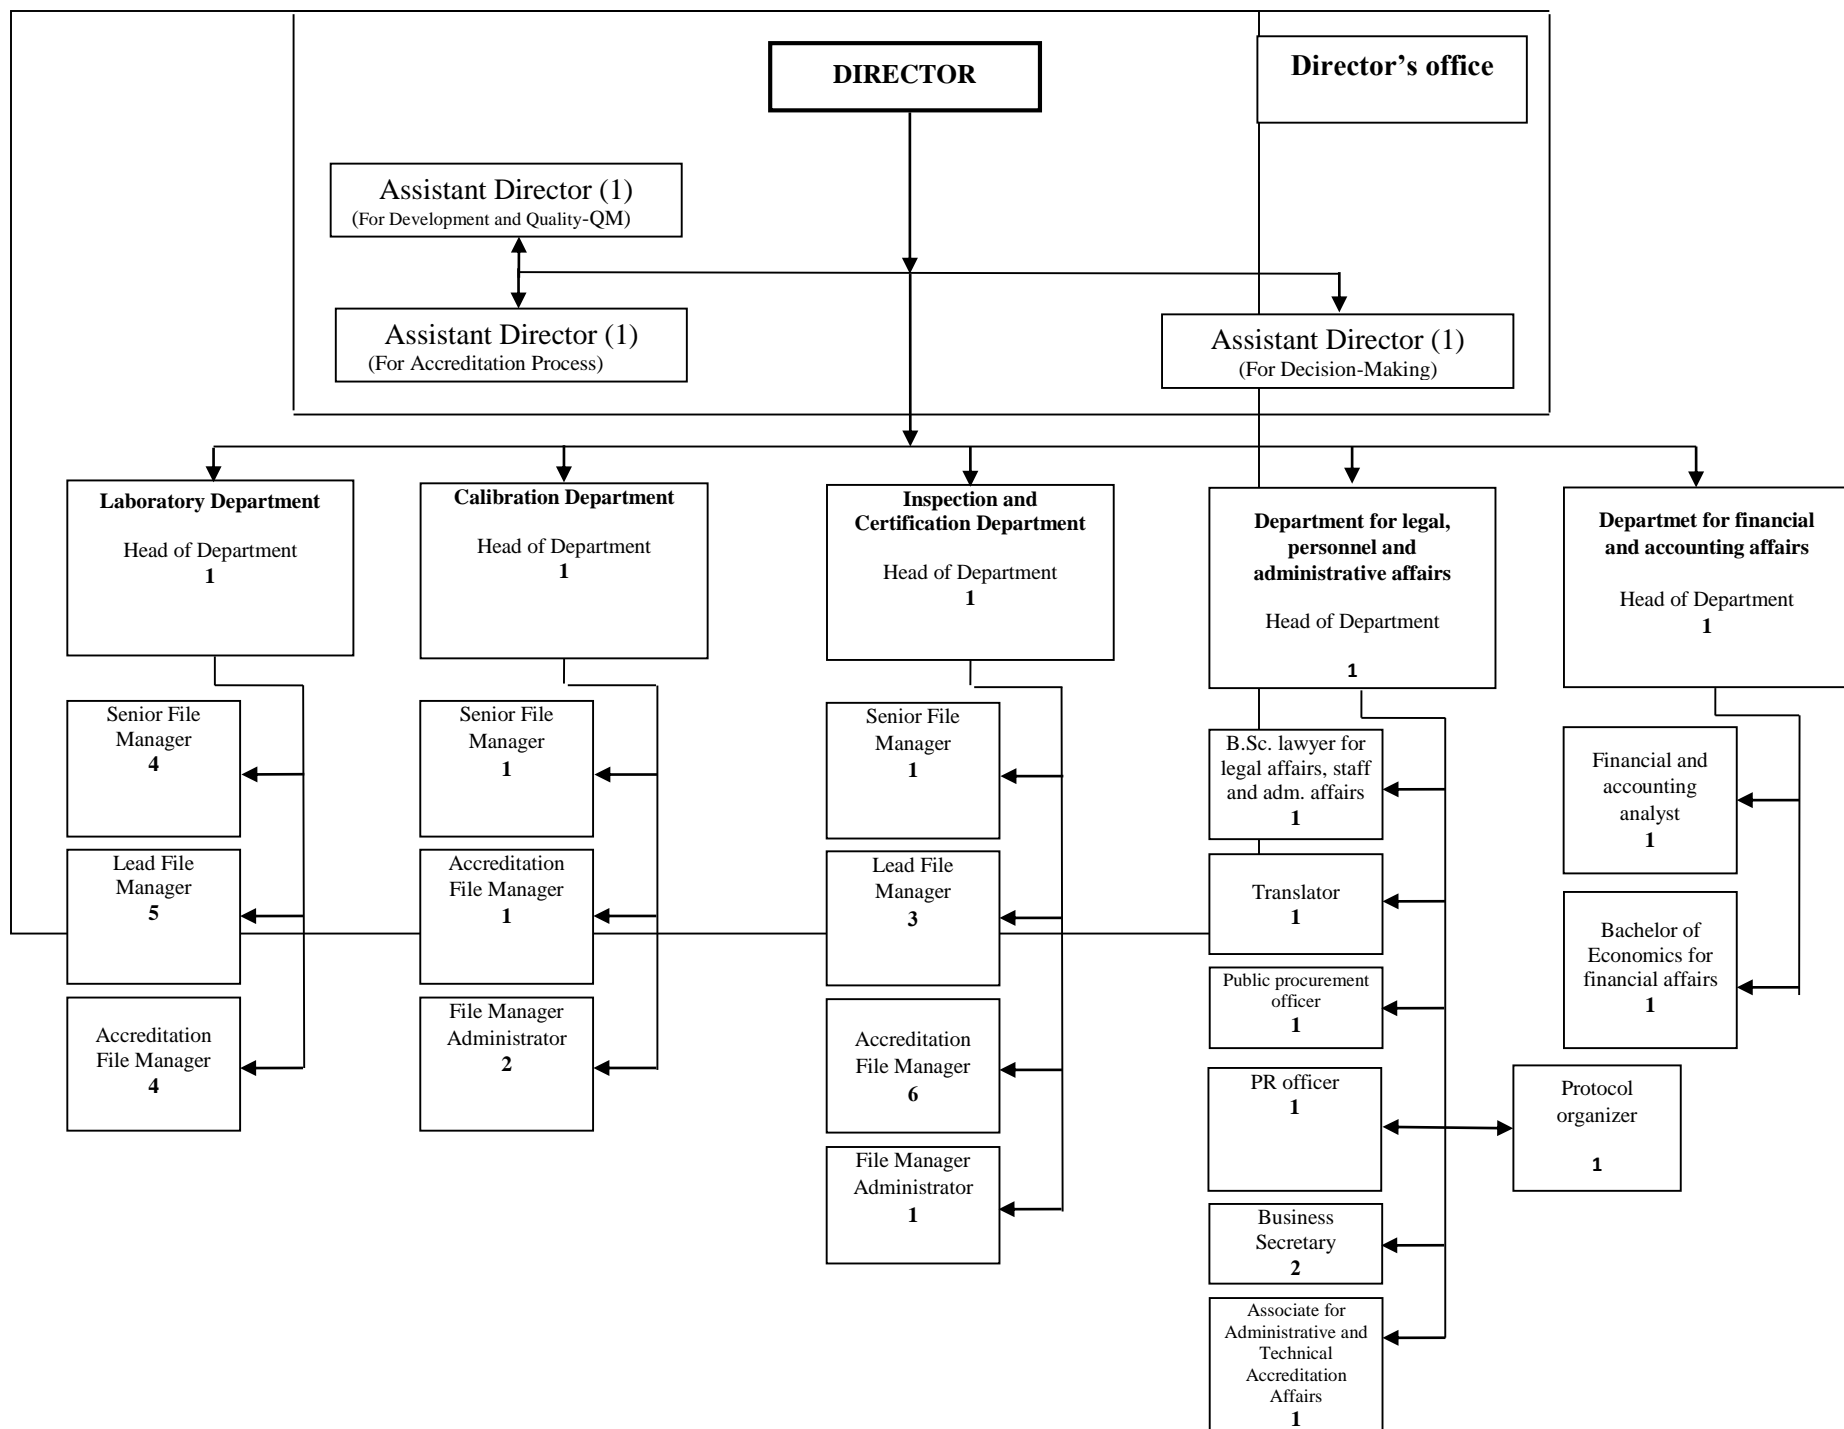 DIRECTOR
Director’s office
Assistant Director (1)
(For Development and Quality-QM)
Assistant Director (1)
(For Accreditation Process)
Assistant Director (1)
(For Decision-Making)
Laboratory Department
Head of Department
1
Senior File
Manager
4
Lead File
Manager
5
Accreditation
File Manager
4
Calibration Department
Head of Department
1
Senior File
Manager
1
Accreditation
File Manager
1
File Manager
Administrator
2
Inspection and
Certification Department
Head of Department
1
Senior File
Manager
1
Lead File
Manager
3
Accreditation
File Manager
6
File Manager
Administrator
1
Department for legal,
personnel and
administrative affairs
Head of Department
1
B.Sc. lawyer for
legal affairs, staff
and adm. affairs
1
Translator
1
Public procurement
officer
1
PR officer
1
Protocol
organizer
1
Business
Secretary
2
Associate for
Administrative and
Technical
Accreditation
Affairs
1
Departmet for financial
and accounting affairs
Head of Department
1
Financial and
accounting
analyst
1
Bachelor of
Economics for
financial affairs
1